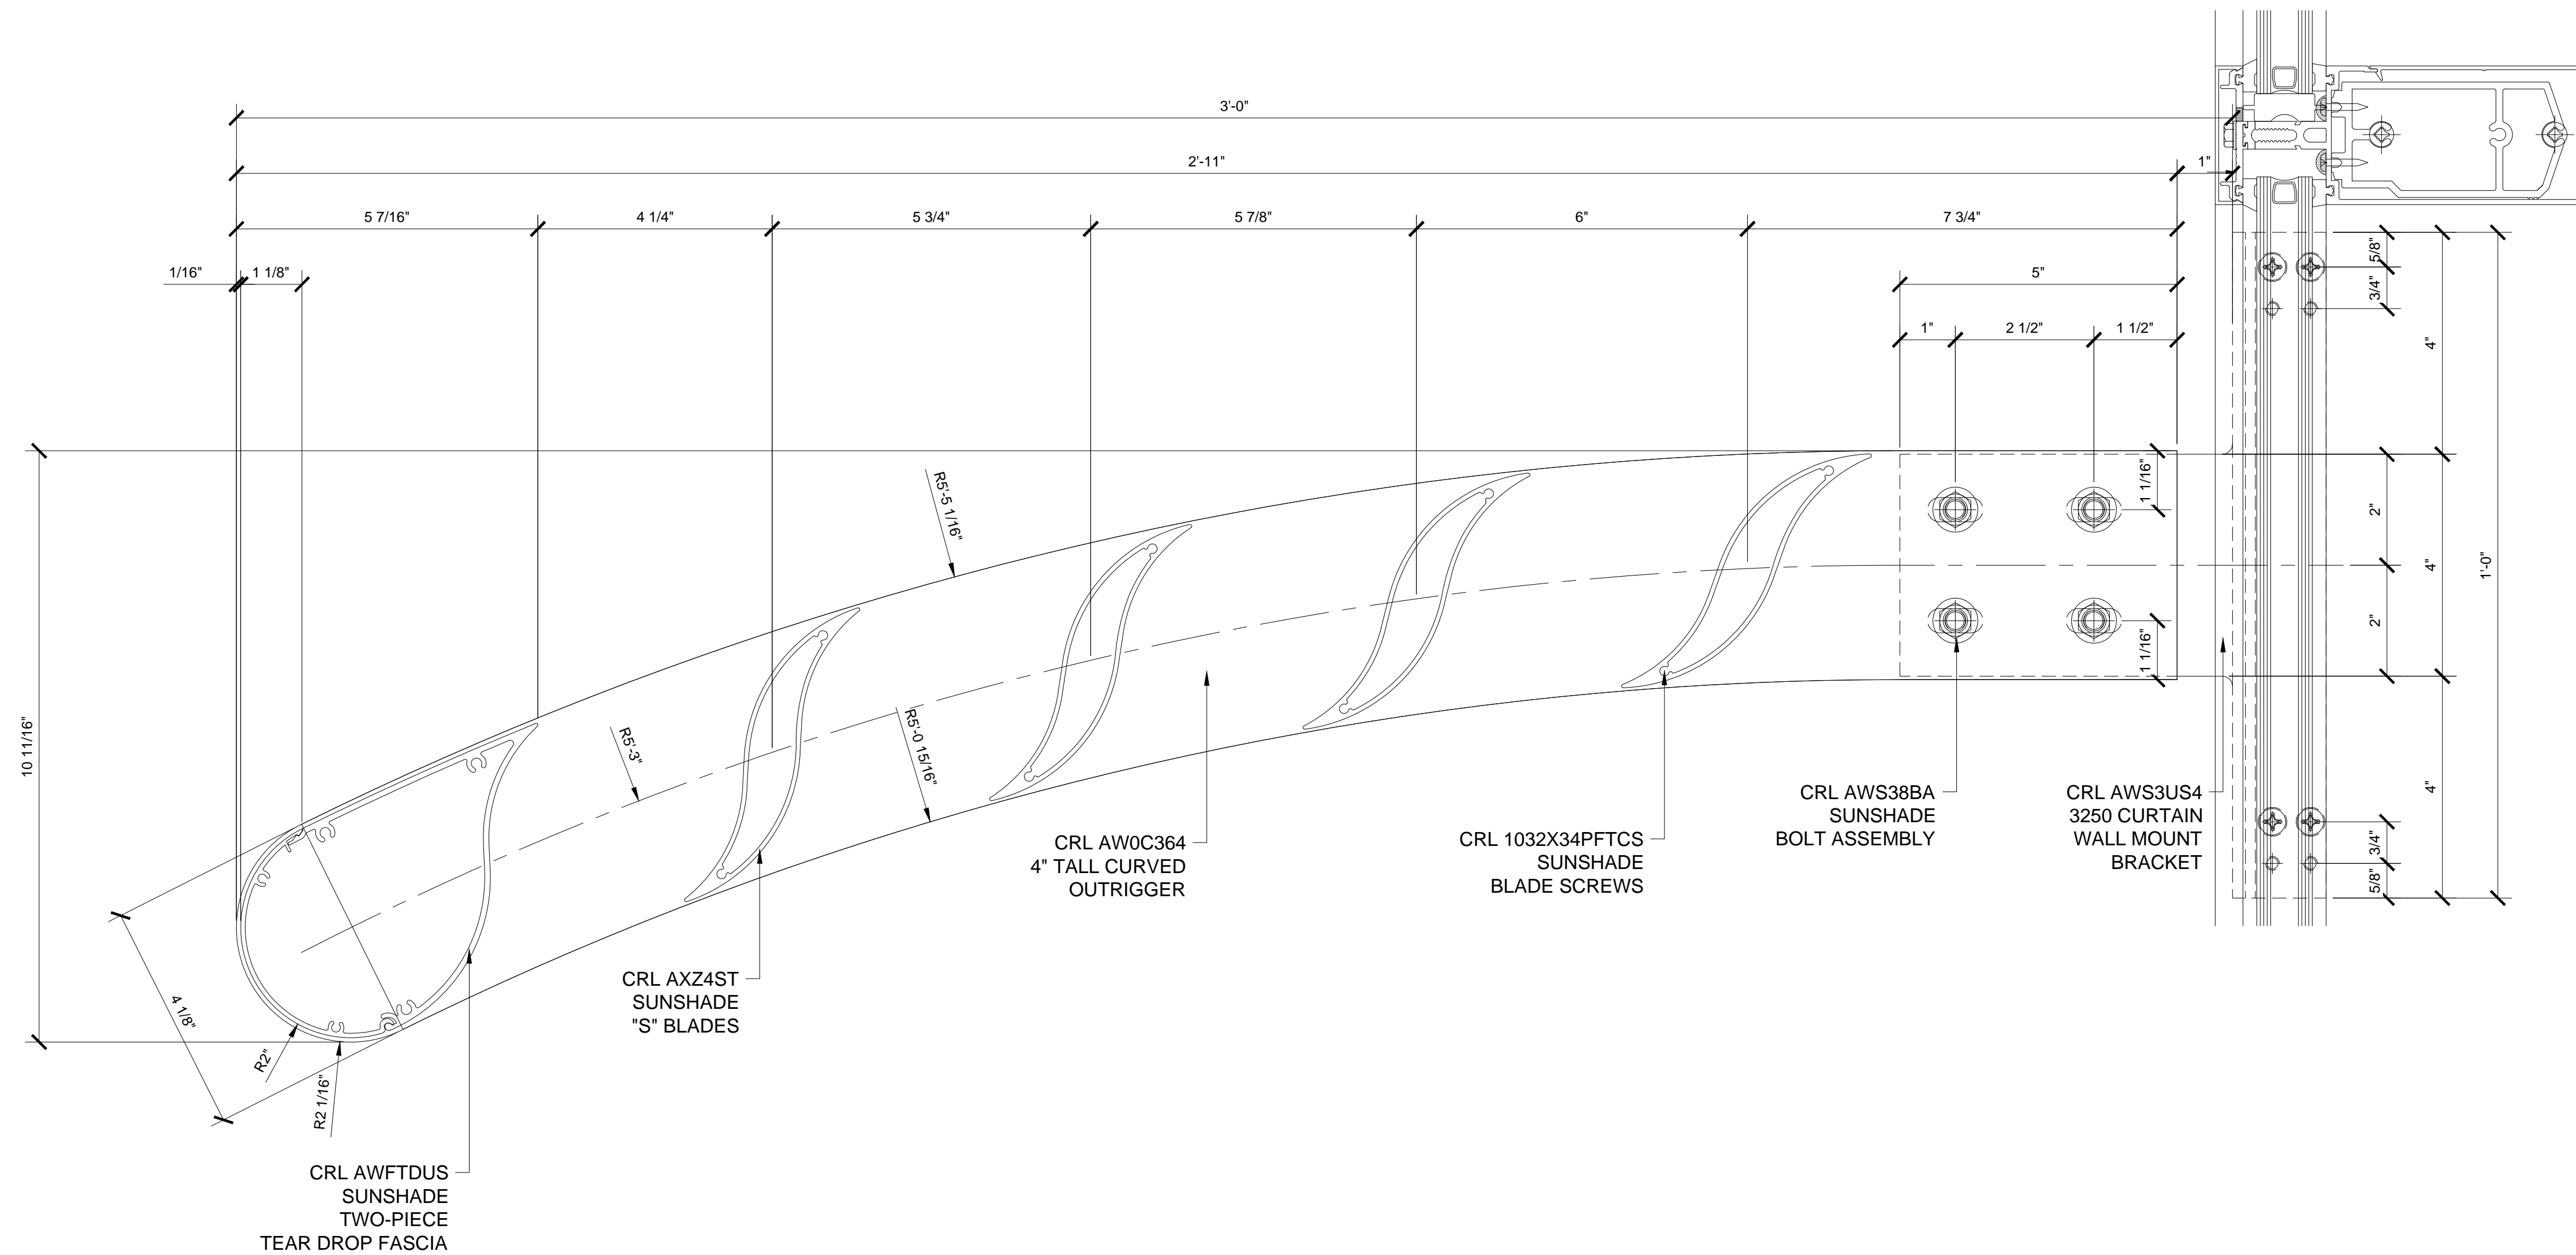 3'-0"
2'-11"
1"
5 7/16"
4 1/4"
5 3/4"
5 7/8"
6"
7 3/4"
1/16"
1 1/8"
5"
1"
2 1/2"
1 1/2"
5/8"
3/4"
4"
R5'-5 1/16"
1 1/16"
2"
4"
1'-0"
2"
1 1/16"
10 11/16"
R5'-3"
R5'-0 15/16"
4"
3/4"
5/8"
4 1/8"
R2"
R2 1/16"
CRL AWS38BA
SUNSHADE
BOLT ASSEMBLY
CRL AWS3US4
3250 CURTAIN
WALL MOUNT
BRACKET
CRL 1032X34PFTCS
SUNSHADE
BLADE SCREWS
CRL AW0C364
4" TALL CURVED
OUTRIGGER
CRL AXZ4ST
SUNSHADE
"S" BLADES
CRL AWFTDUS
SUNSHADE
TWO-PIECE
TEAR DROP FASCIA